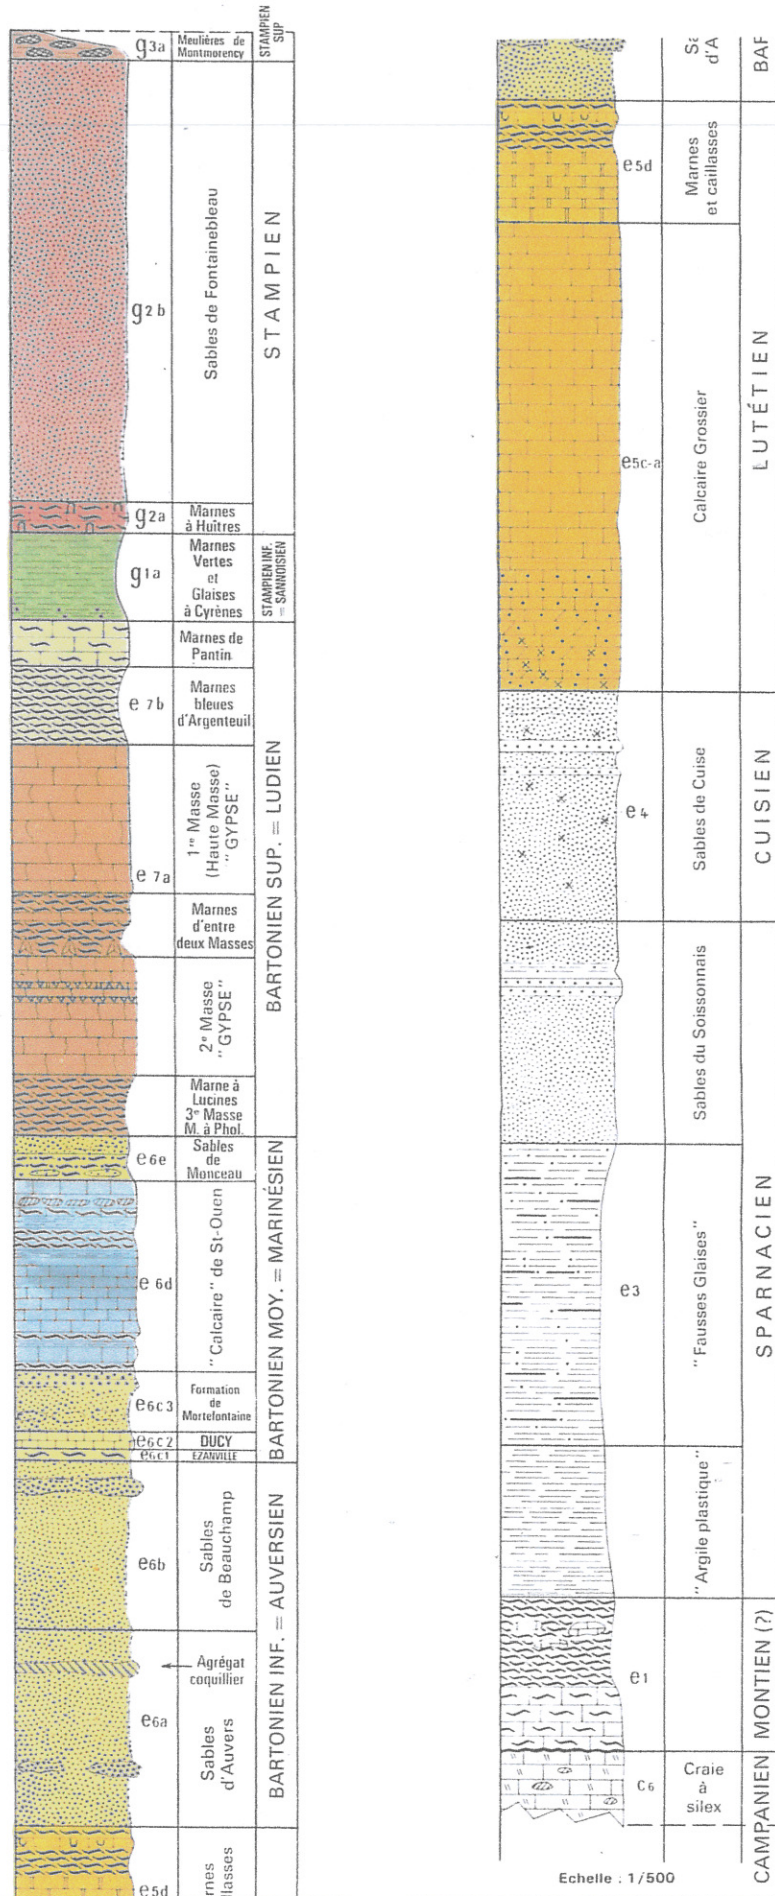 g3a
Meulières de
Montmorency
STAMPIEN
SUP
g2b
Sables de Fontainebleau
STAMPIEN
g2a
Marnes
à Huîtres
g1a
Marnes
Vertes
et
Glaises
à Cyrènes
STAMPIEN INF.
= SANNOISIEN
Marnes de
Pantin
e7b
Marnes
bleues
d'Argenteuil
e7a
1re Masse
(Haute Masse)
"GYPSE"
Marnes
d'entre
deux Masses
2e Masse
"GYPSE"
Marne à
Lucines
3e Masse
M. à Phol.
BARTONIEN SUP. = LUDIEN
e6e
Sables
de
Monceau
e6d
"Calcaire" de St-Ouen
e6c3
Formation
de
Mortefontaine
e6c2
DUCY
e6c1
EZANVILLE
BARTONIEN MOY. = MARINÉSIEN
e6b
Sables
de Beauchamp
Agrégat
coquillier
e6a
Sables
d'Auvers
BARTONIEN INF. = AUVERSIEN
e5d
rnes
llasses
Sa
d'A
BAR
e5d
Marnes
et caillasses
e5c-a
Calcaire Grossier
LUTÉTIEN
e4
Sables de Cuise
CUISIEN
Sables du Soissonnais
e3
"Fausses Glaises"
"Argile plastique"
SPARNACIEN
e1
MONTIEN (?)
c6
Craie
à
silex
CAMPANIEN
Echelle : 1/500